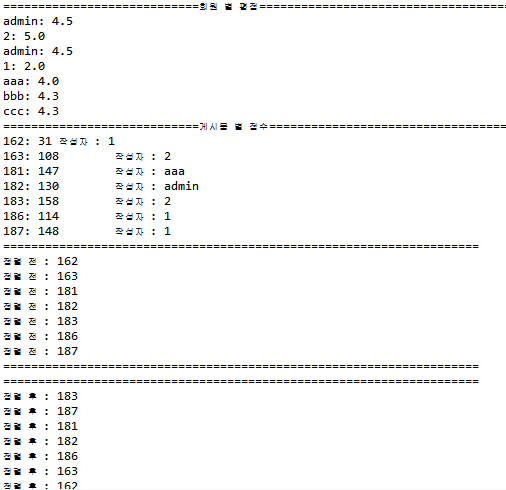 ============================회원 별 평점===================================
admin: 4.5
2: 5.0
admin: 4.5
1: 2.0
aaa: 4.0
bbb: 4.3
ccc: 4.3
============================게시물 별 점수==================================
162: 31 작성자 : 1
163: 108        작성자 : 2
181: 147        작성자 : aaa
182: 130        작성자 : admin
183: 158        작성자 : 2
186: 114        작성자 : 1
187: 148        작성자 : 1
====================================================================
정렬 전 : 162
정렬 전 : 163
정렬 전 : 181
정렬 전 : 182
정렬 전 : 183
정렬 전 : 186
정렬 전 : 187
====================================================================
====================================================================
정렬 후 : 183
정렬 후 : 187
정렬 후 : 181
정렬 후 : 182
정렬 후 : 186
정렬 후 : 163
정렬 후 : 162